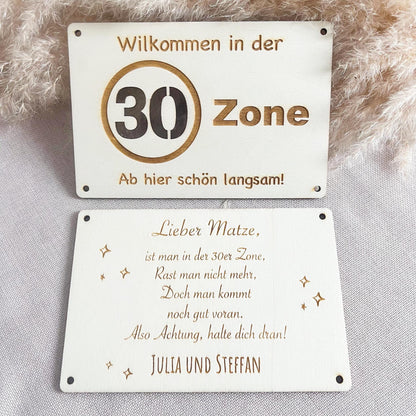 Wilkommen in der
30 Zone
Ab hier schön langsam!
Lieber Matze,
ist man in der 30er Zone,
Rast man nicht mehr,
Doch man kommt
noch gut voran.
Also Achtung, halte dich dran!
Julia und Steffan